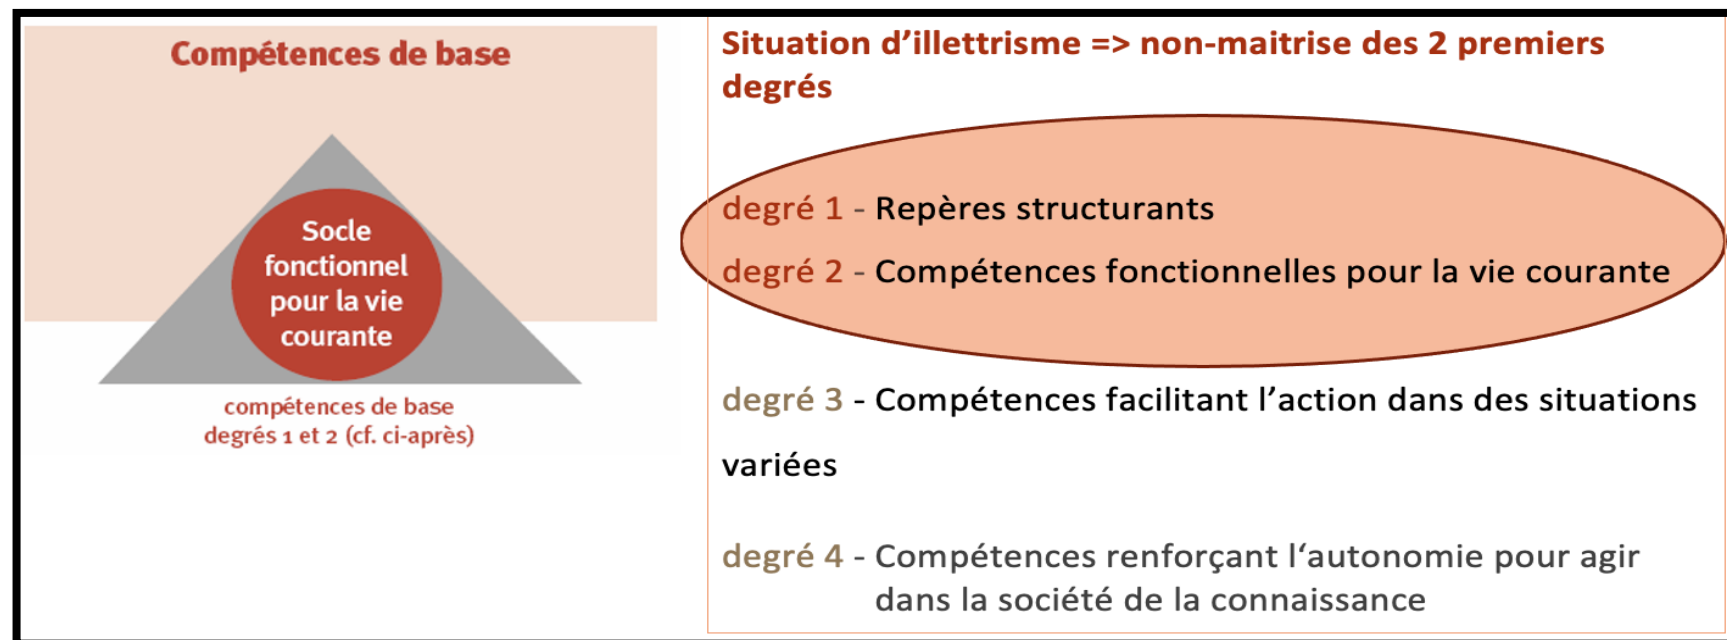 Compétences de base
Socle
fonctionnel
pour la vie
courante
compétences de base
degrés 1 et 2 (cf. ci-après)
Situation d’illettrisme => non-maitrise des 2 premiers
degrés
degré 1 - Repères structurants
degré 2 - Compétences fonctionnelles pour la vie courante
degré 3 - Compétences facilitant l’action dans des situations
variées
degré 4 - Compétences renforçant l‘autonomie pour agir
dans la société de la connaissance